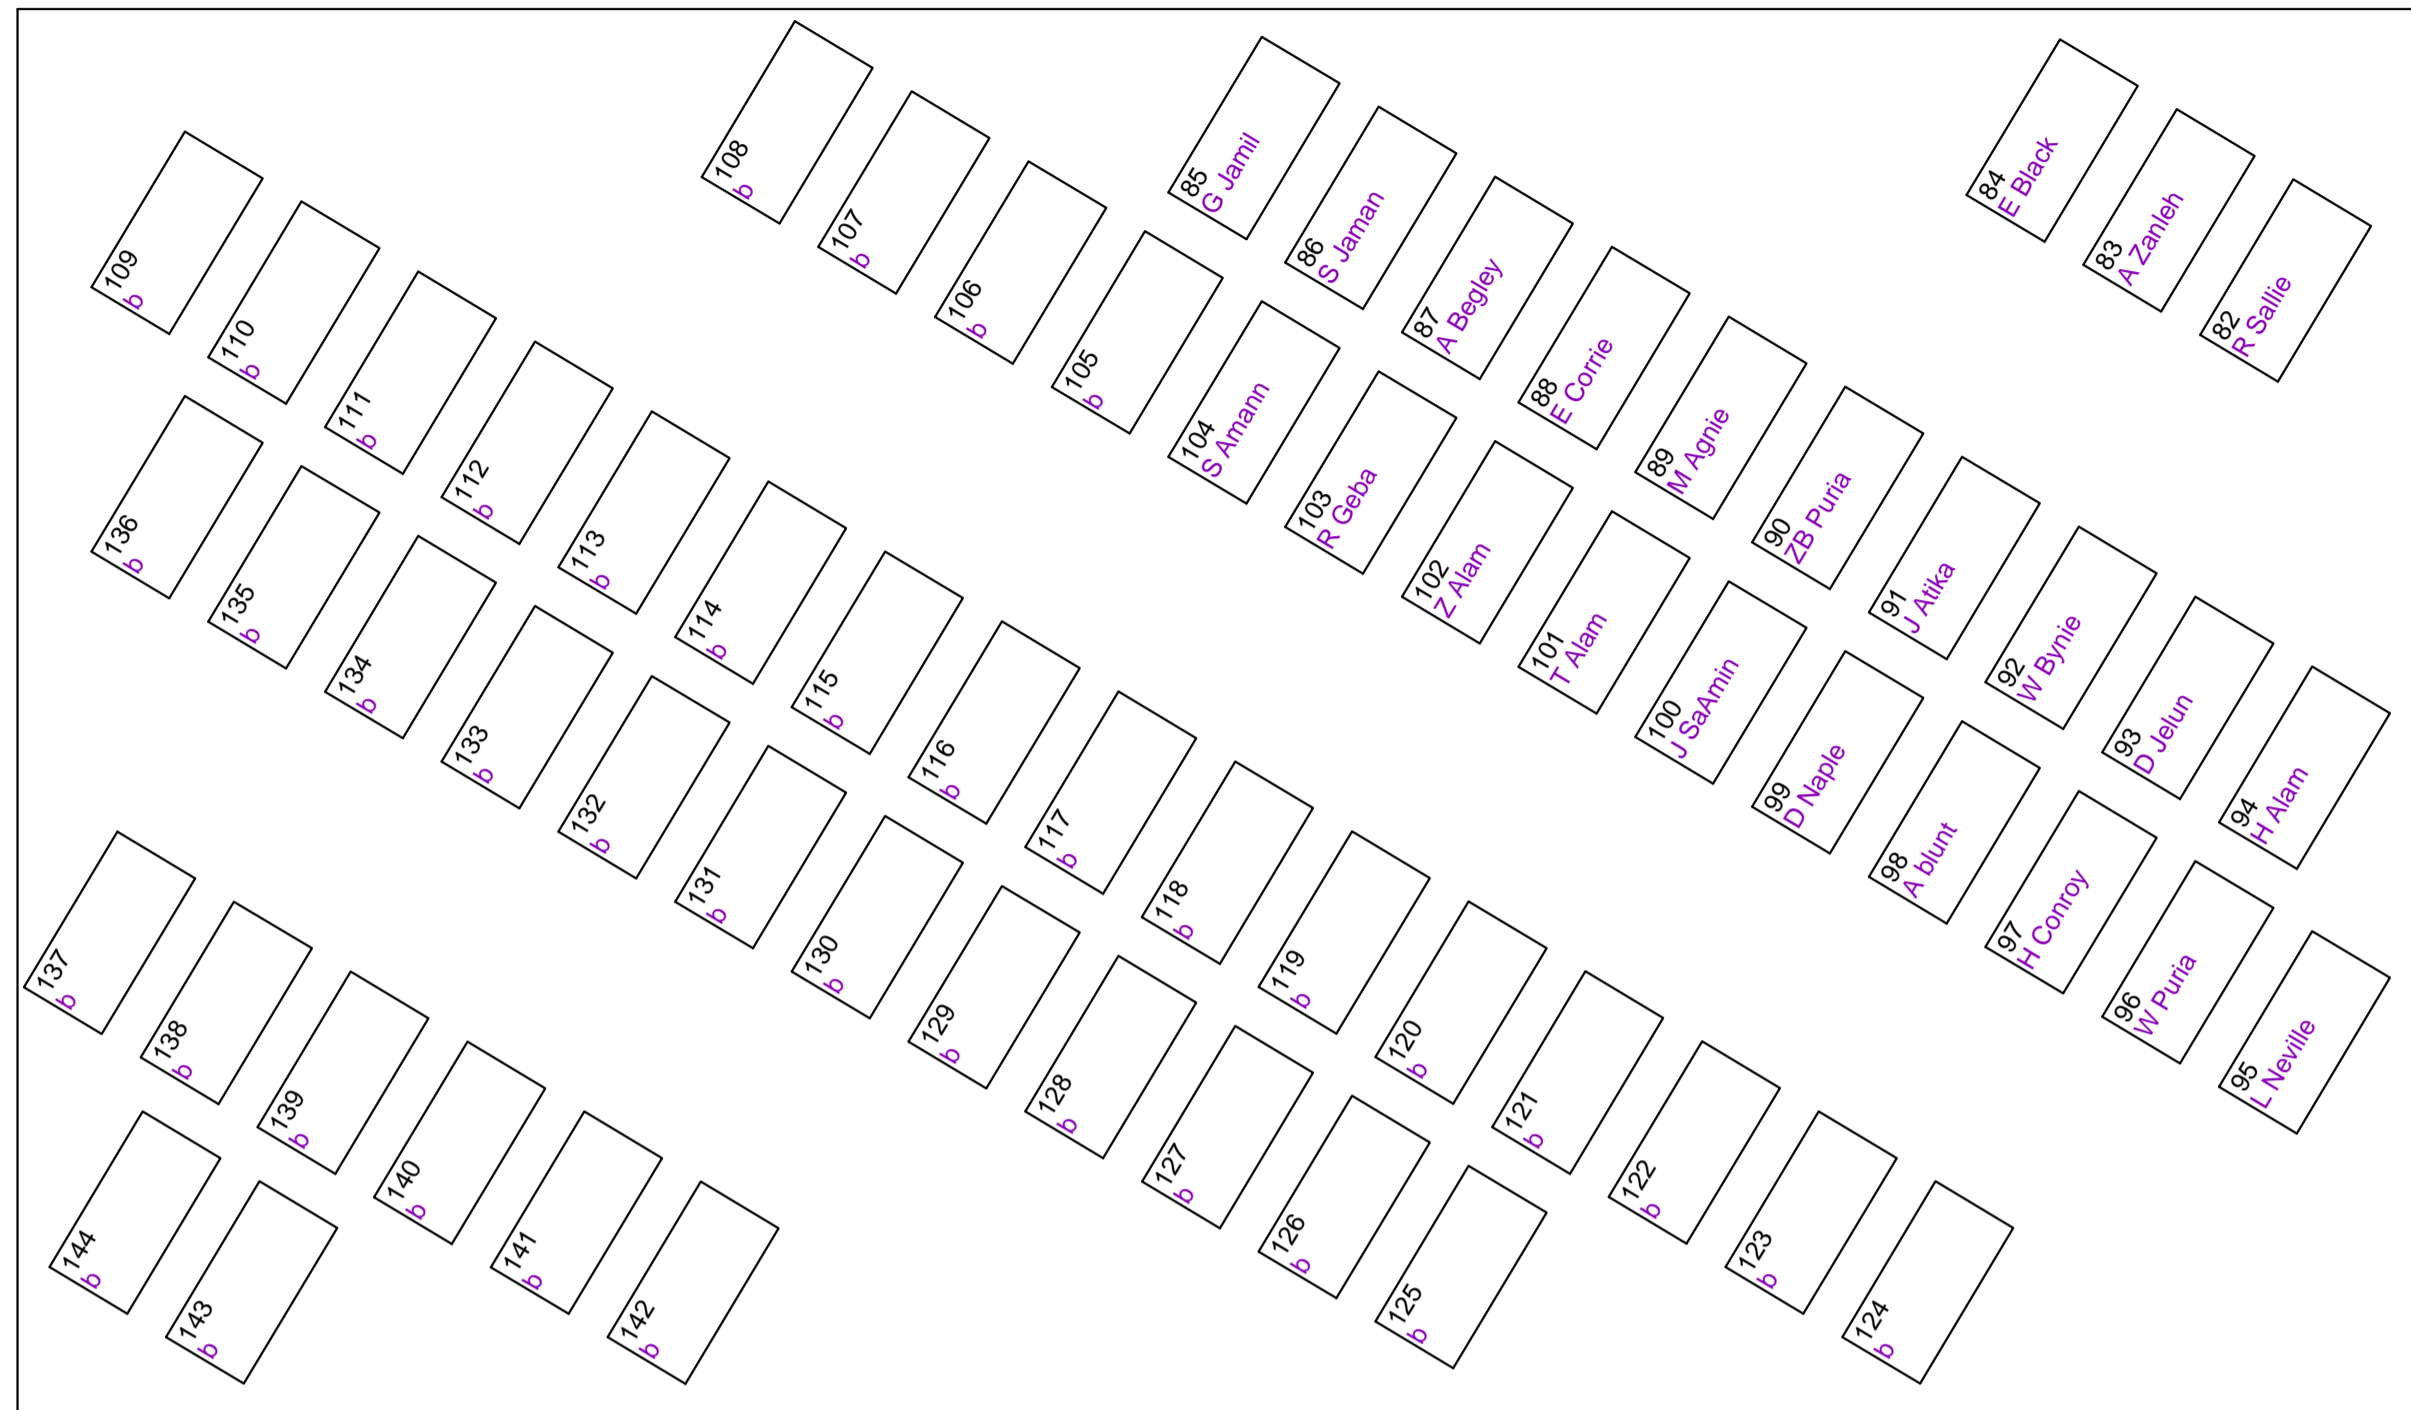 108
b
107
b
106
b
105
b
104
S Amann
103
R Geba
102
Z Alam
101
T Alam
100
J SaAmin
99
D Naple
98
A blunt
97
H Conroy
96
W Puria
95
L Neville
85
G Jamil
86
S Jaman
87
A Begley
88
E Corrie
89
M Agnie
90
ZB Puria
91
J Atika
92
W Bynie
93
D Jelun
94
H Alam
84
E Black
83
A Zanleh
82
R Sallie
109
b
110
b
111
b
112
b
113
b
114
b
115
b
116
b
117
b
118
b
119
b
120
b
121
b
122
b
123
b
124
b
136
b
135
b
134
b
133
b
132
b
131
b
130
b
129
b
128
b
127
b
126
b
125
b
137
b
138
b
139
b
140
b
141
b
142
b
144
b
143
b